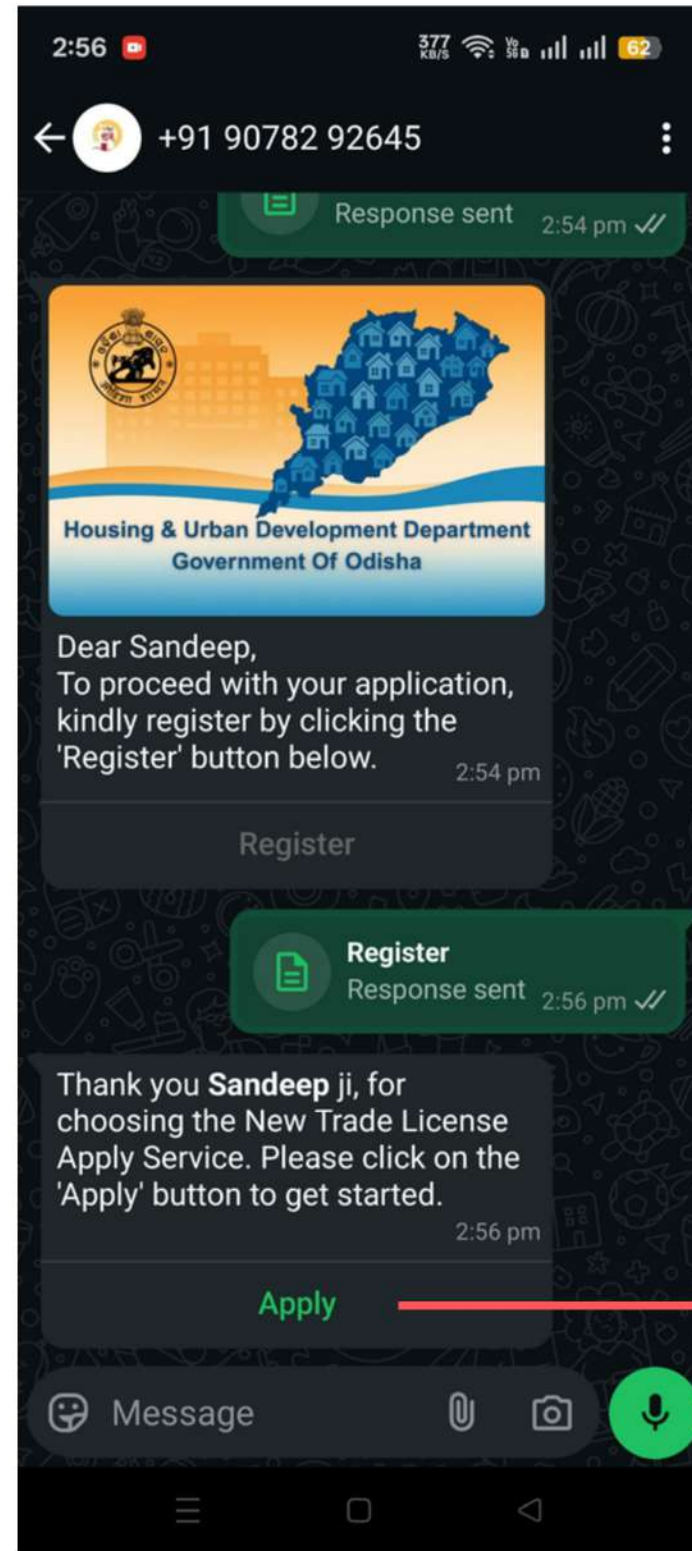 2:56
377 KB/S Vo 5G 62
+91 90782 92645
Response sent 2:54 pm
Housing & Urban Development Department
Government Of Odisha
Dear Sandeep,
To proceed with your application,
kindly register by clicking the
'Register' button below.
2:54 pm
Register
Register
Response sent 2:56 pm
Thank you Sandeep ji, for
choosing the New Trade License
Apply Service. Please click on the
'Apply' button to get started.
2:56 pm
Apply
Message